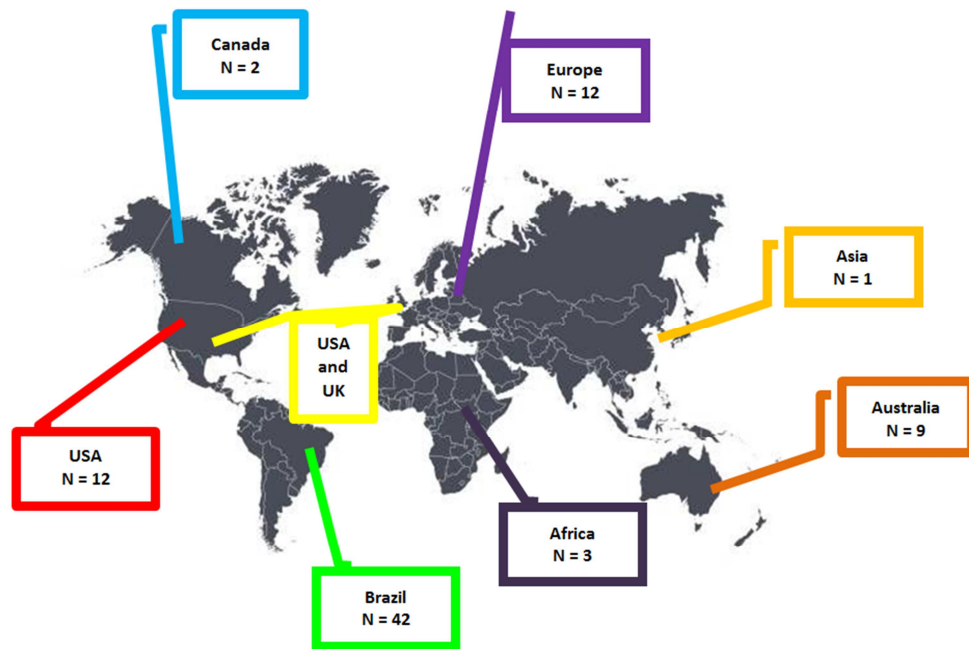 Canada
N = 2
Europe
N = 12
Asia
N = 1
USA
and
UK
Australia
N = 9
USA
N = 12
Africa
N = 3
Brazil
N = 42